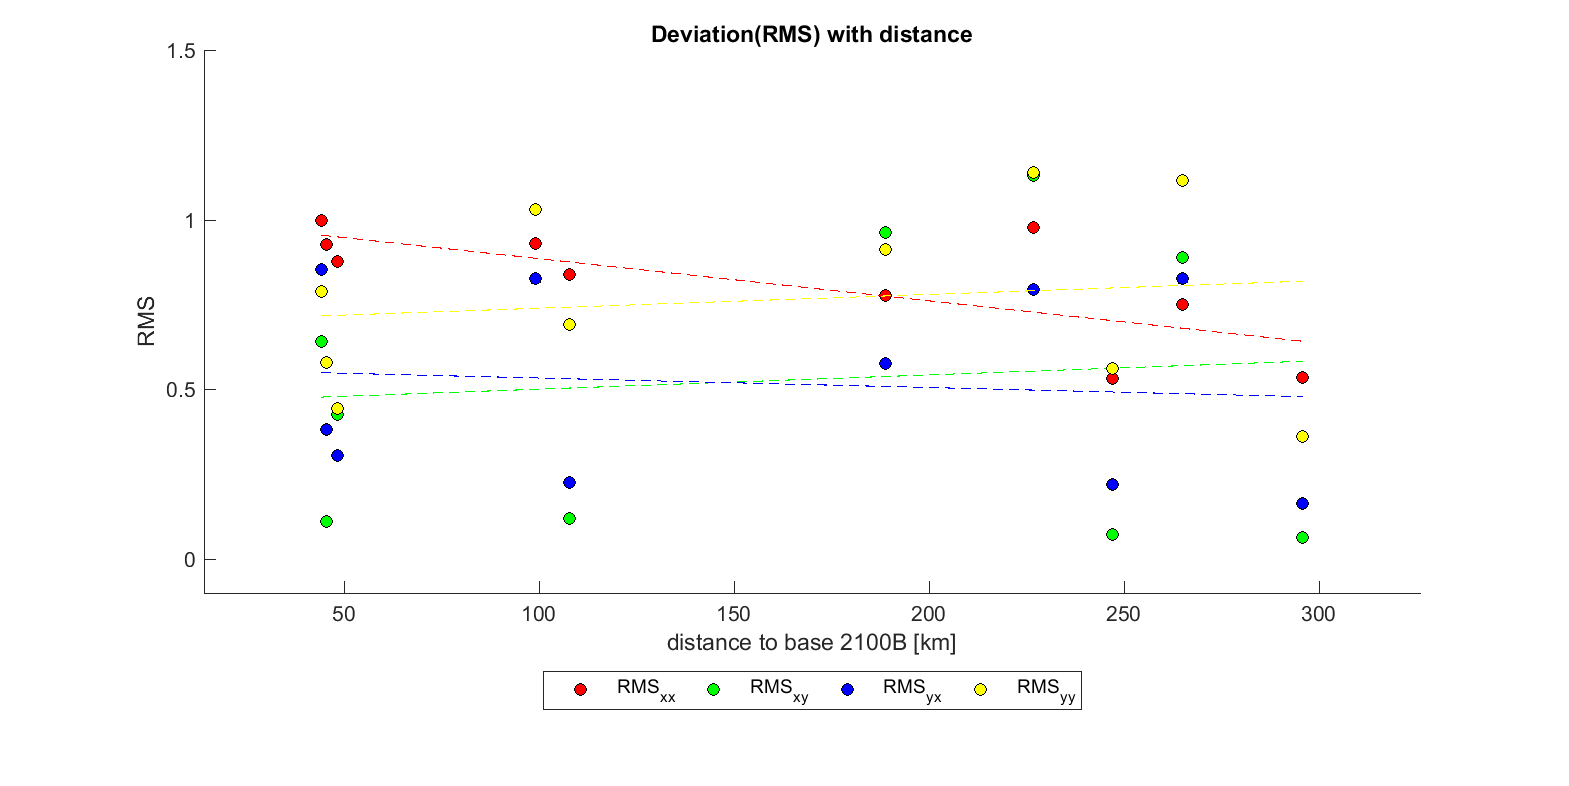 Deviation(RMS) with distance
1.5
1
0.5
0
RMS
50 100 150 200 250 300
distance to base 2100B [km]
RMSxx RMSxy RMSyx RMSyy